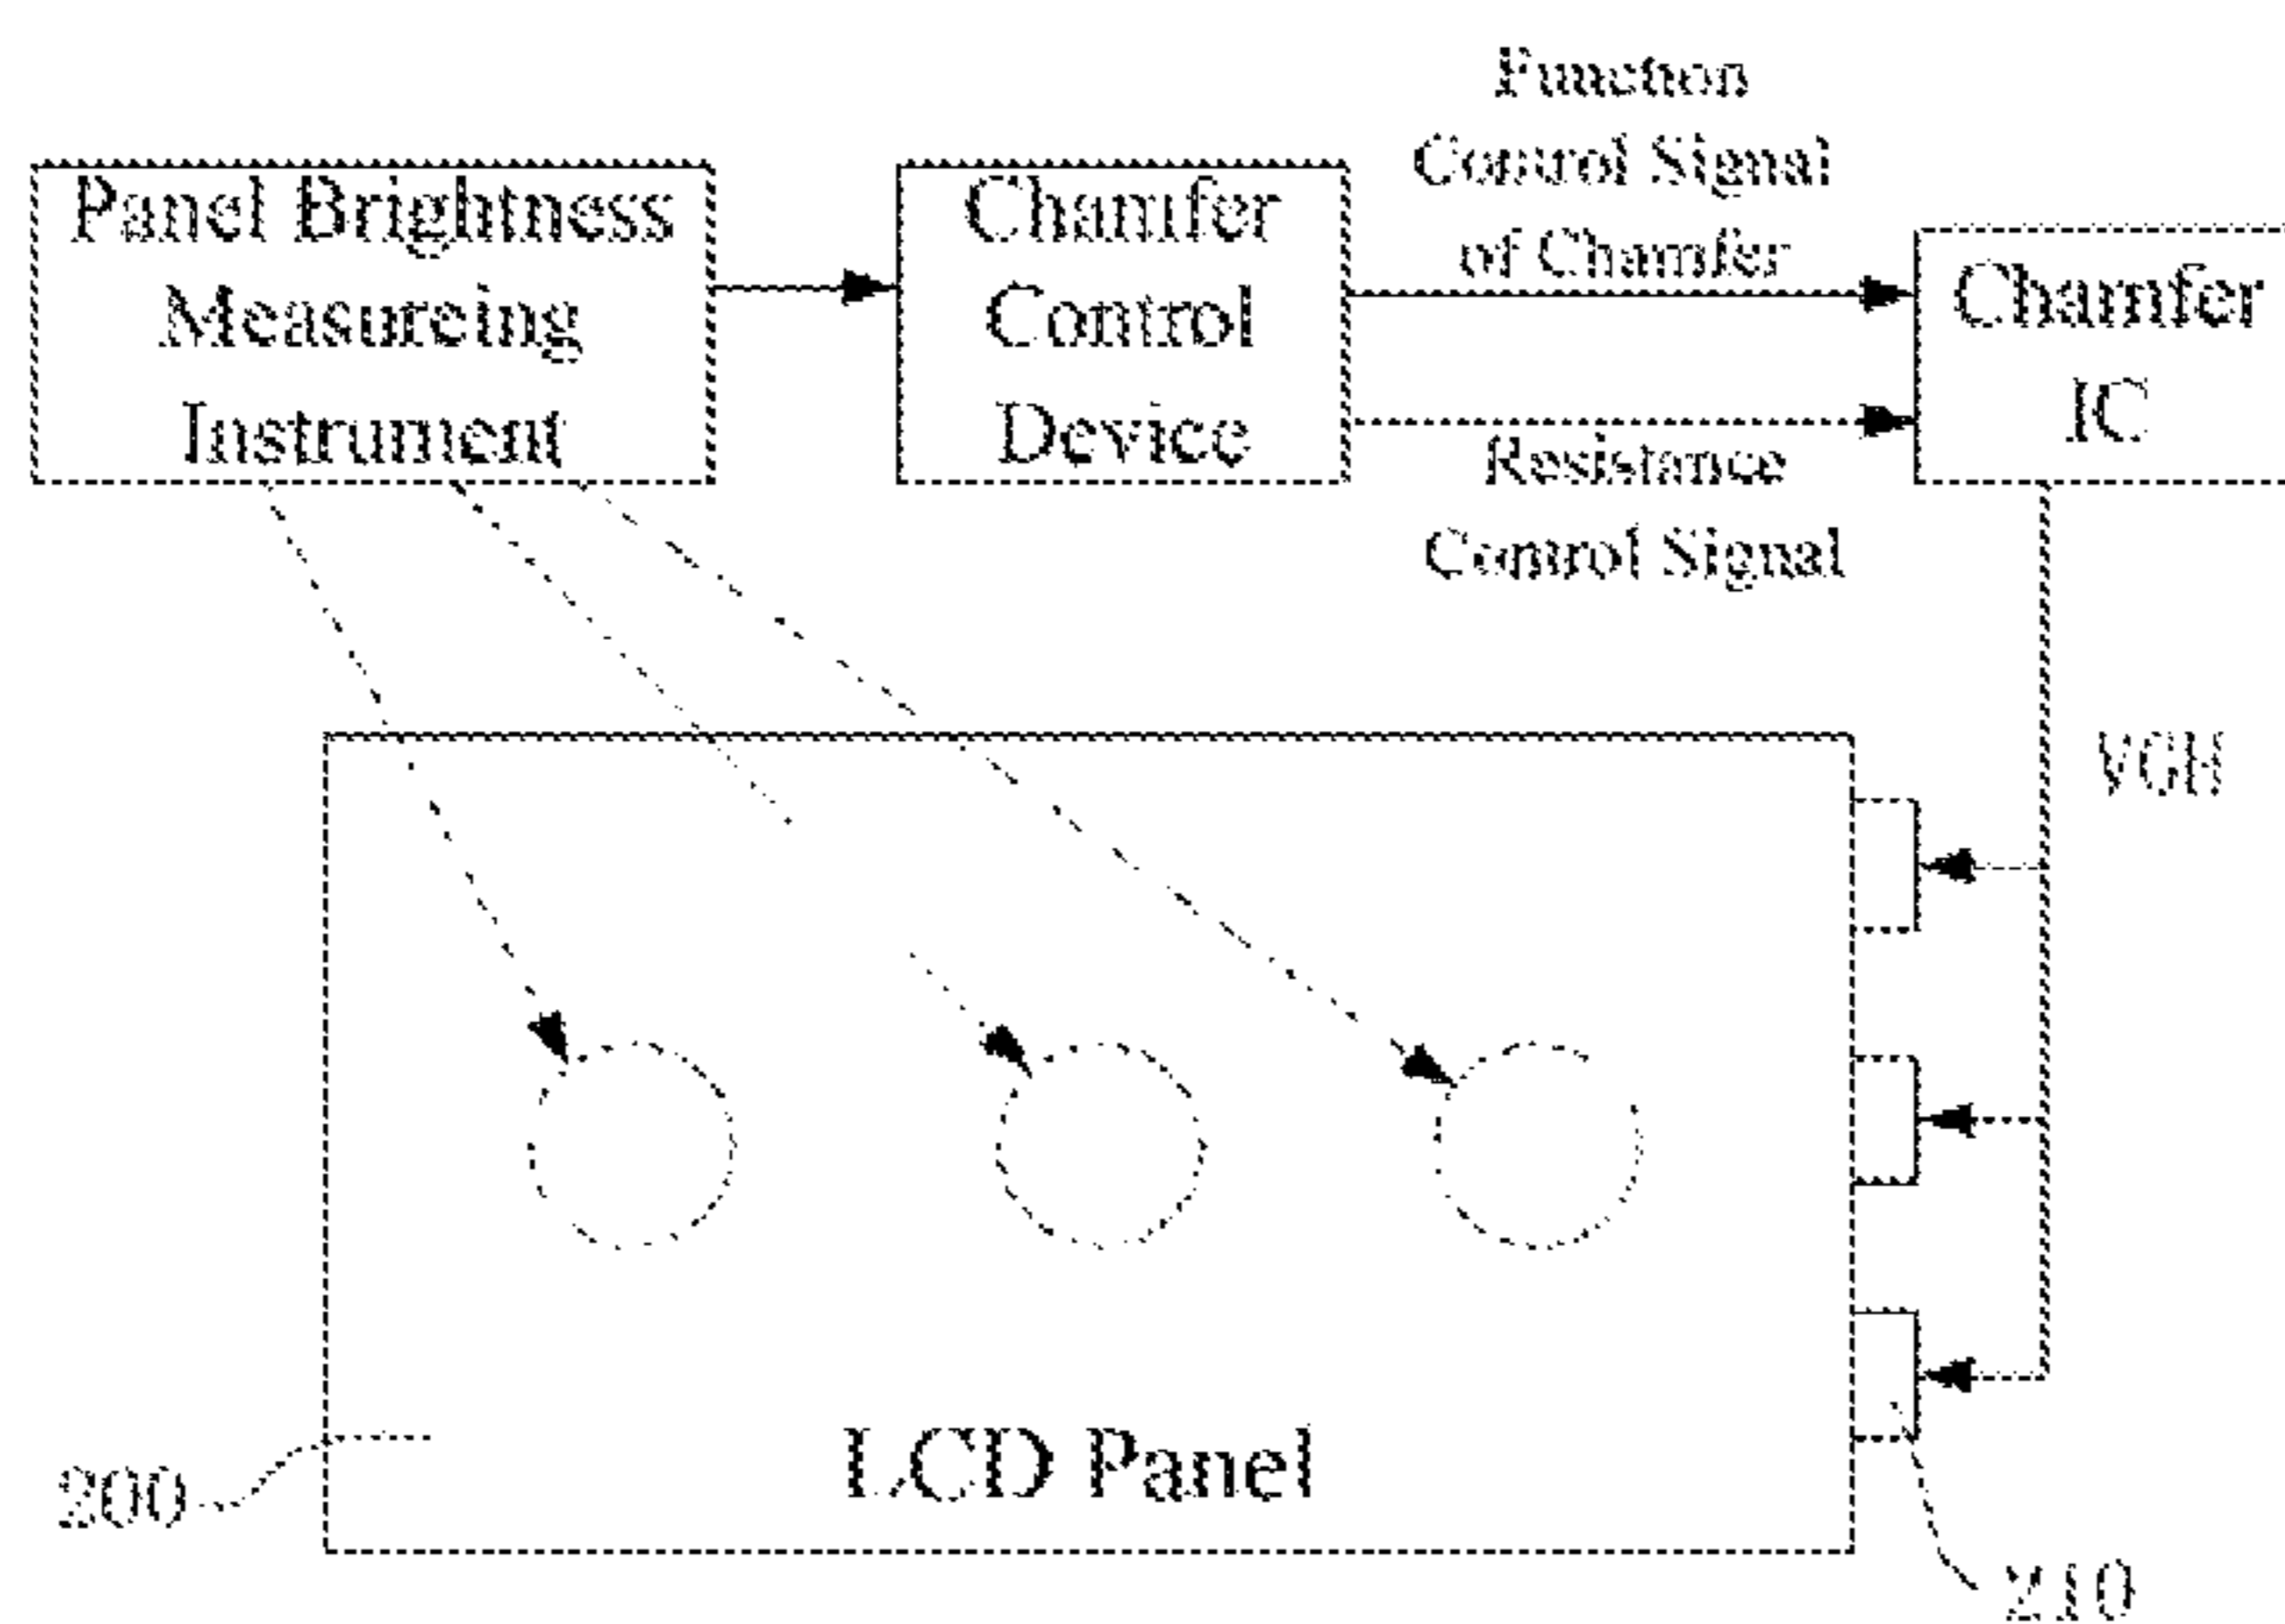 Function
Control Signal
of Chamfer
Panel Brightness
Measureing
Instrument
Chamfer
Control
Device
Chamfer
IC
Resistance
Control Signal
VGH
LCD Panel
200
210